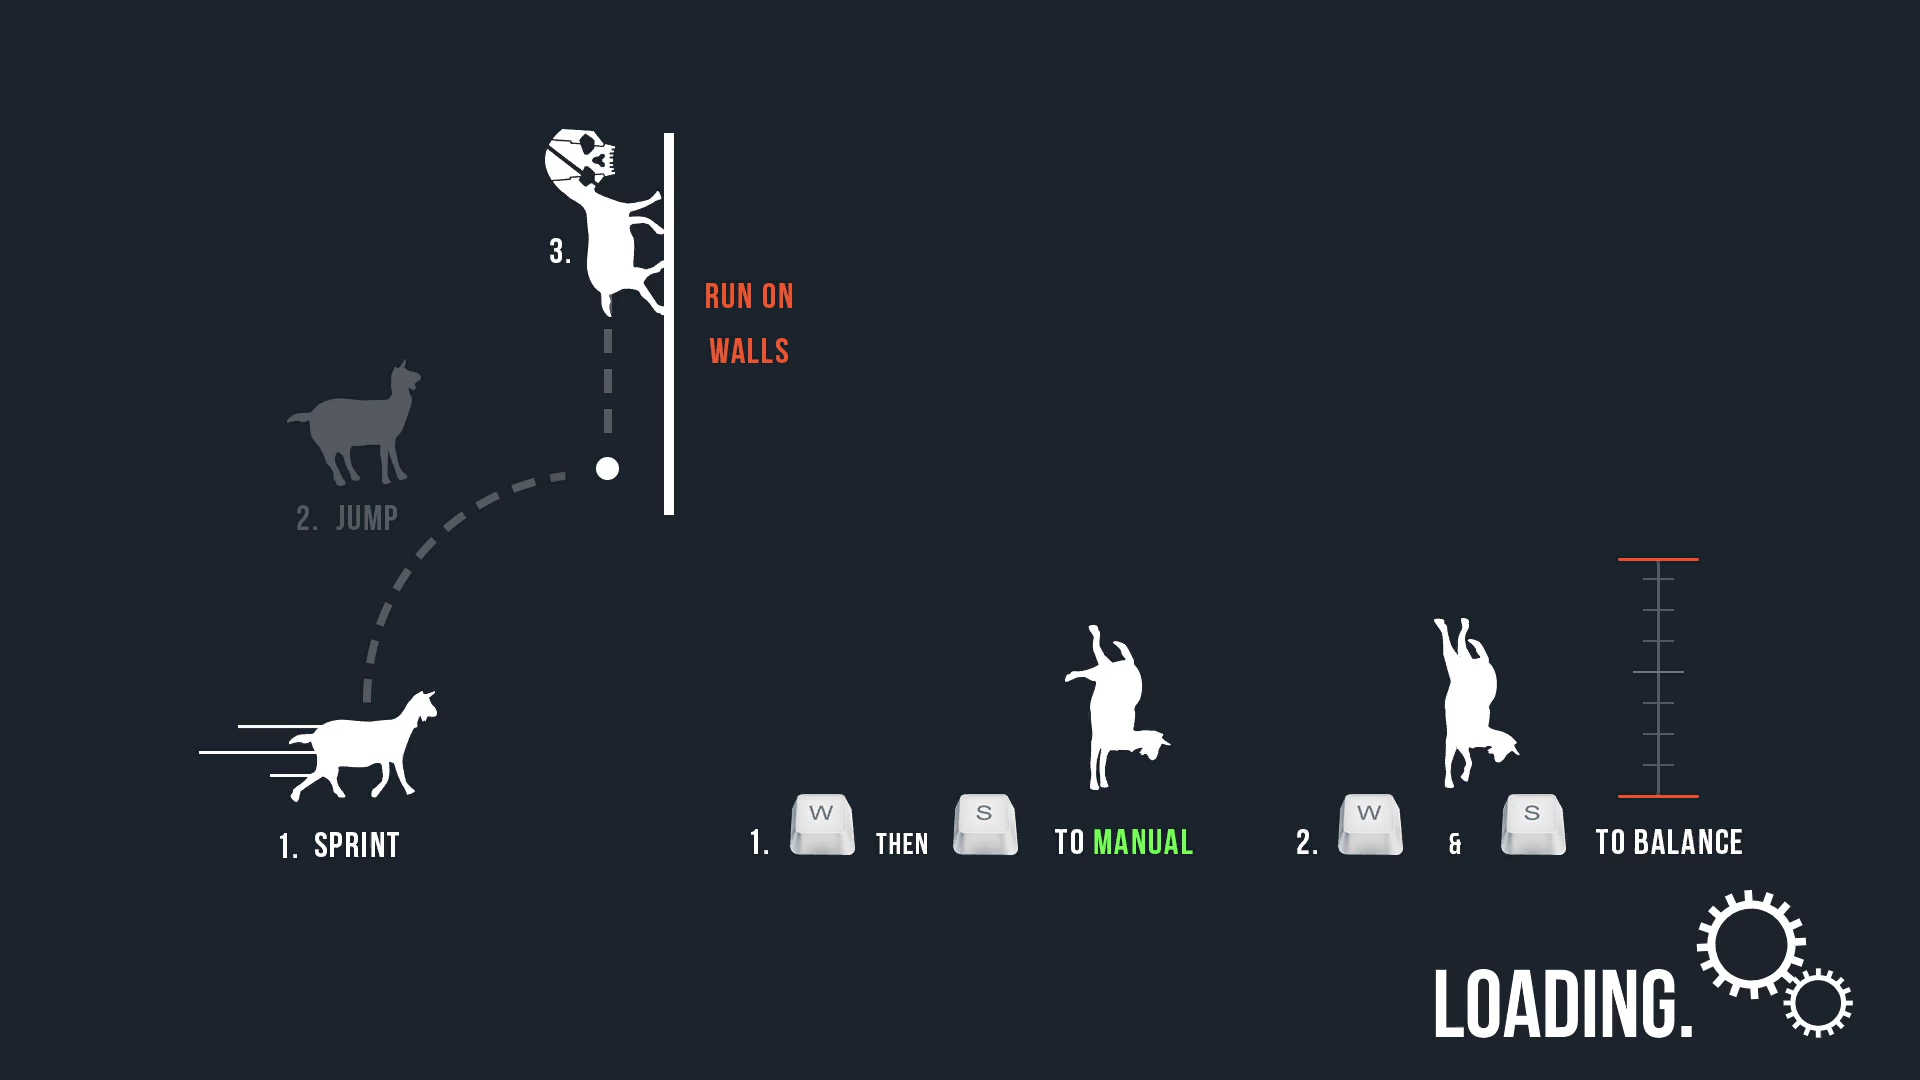 3.
RUN ON
WALLS
2. JUMP
1. SPRINT
1. W THEN S TO MANUAL
2. W & S TO BALANCE
LOADING.